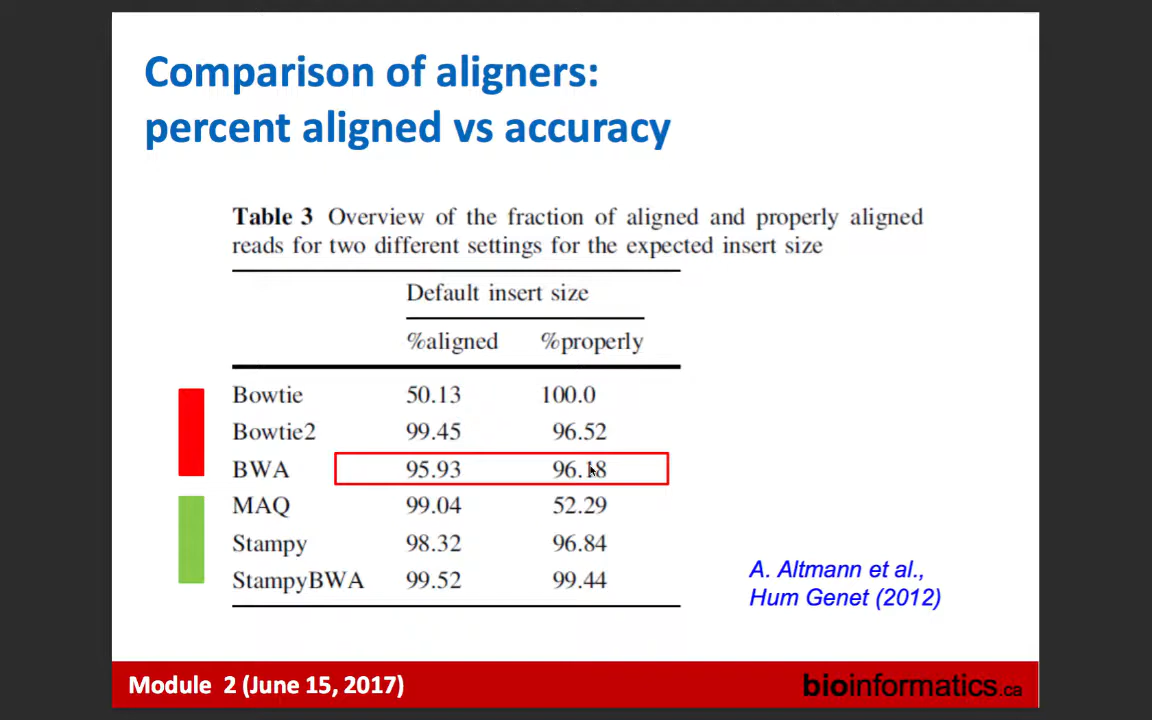 Comparison of aligners:
percent aligned vs accuracy
Table 3 Overview of the fraction of aligned and properly aligned
reads for two different settings for the expected insert size
Default insert size
%aligned %properly
Bowtie 50.13 100.0
Bowtie2 99.45 96.52
BWA 95.93 96.18
MAQ 99.04 52.29
Stampy 98.32 96.84
StampyBWA 99.52 99.44
A. Altmann et al.,
Hum Genet (2012)
Module 2 (June 15, 2017)
bioinformatics.ca